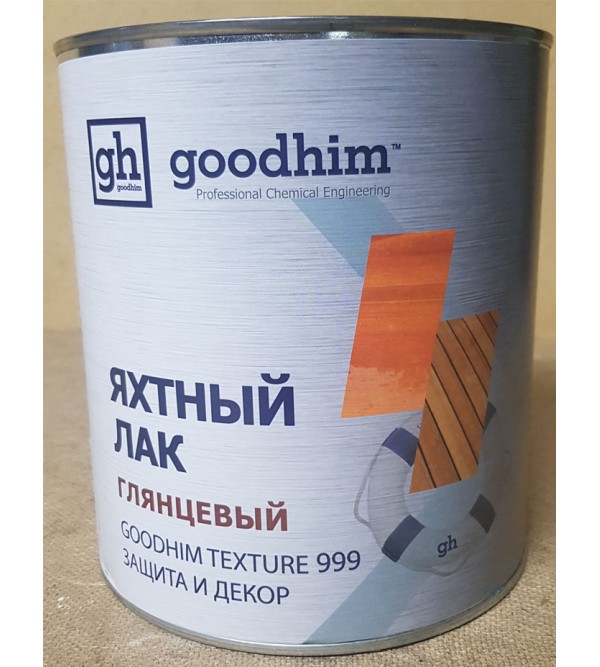 gh
goodhim
goodhim™
Professional Chemical Engineering
ЯХТНЫЙ
ЛАК
ГЛЯНЦЕВЫЙ
GOODHIM TEXTURE 999
ЗАЩИТА И ДЕКОР
gh